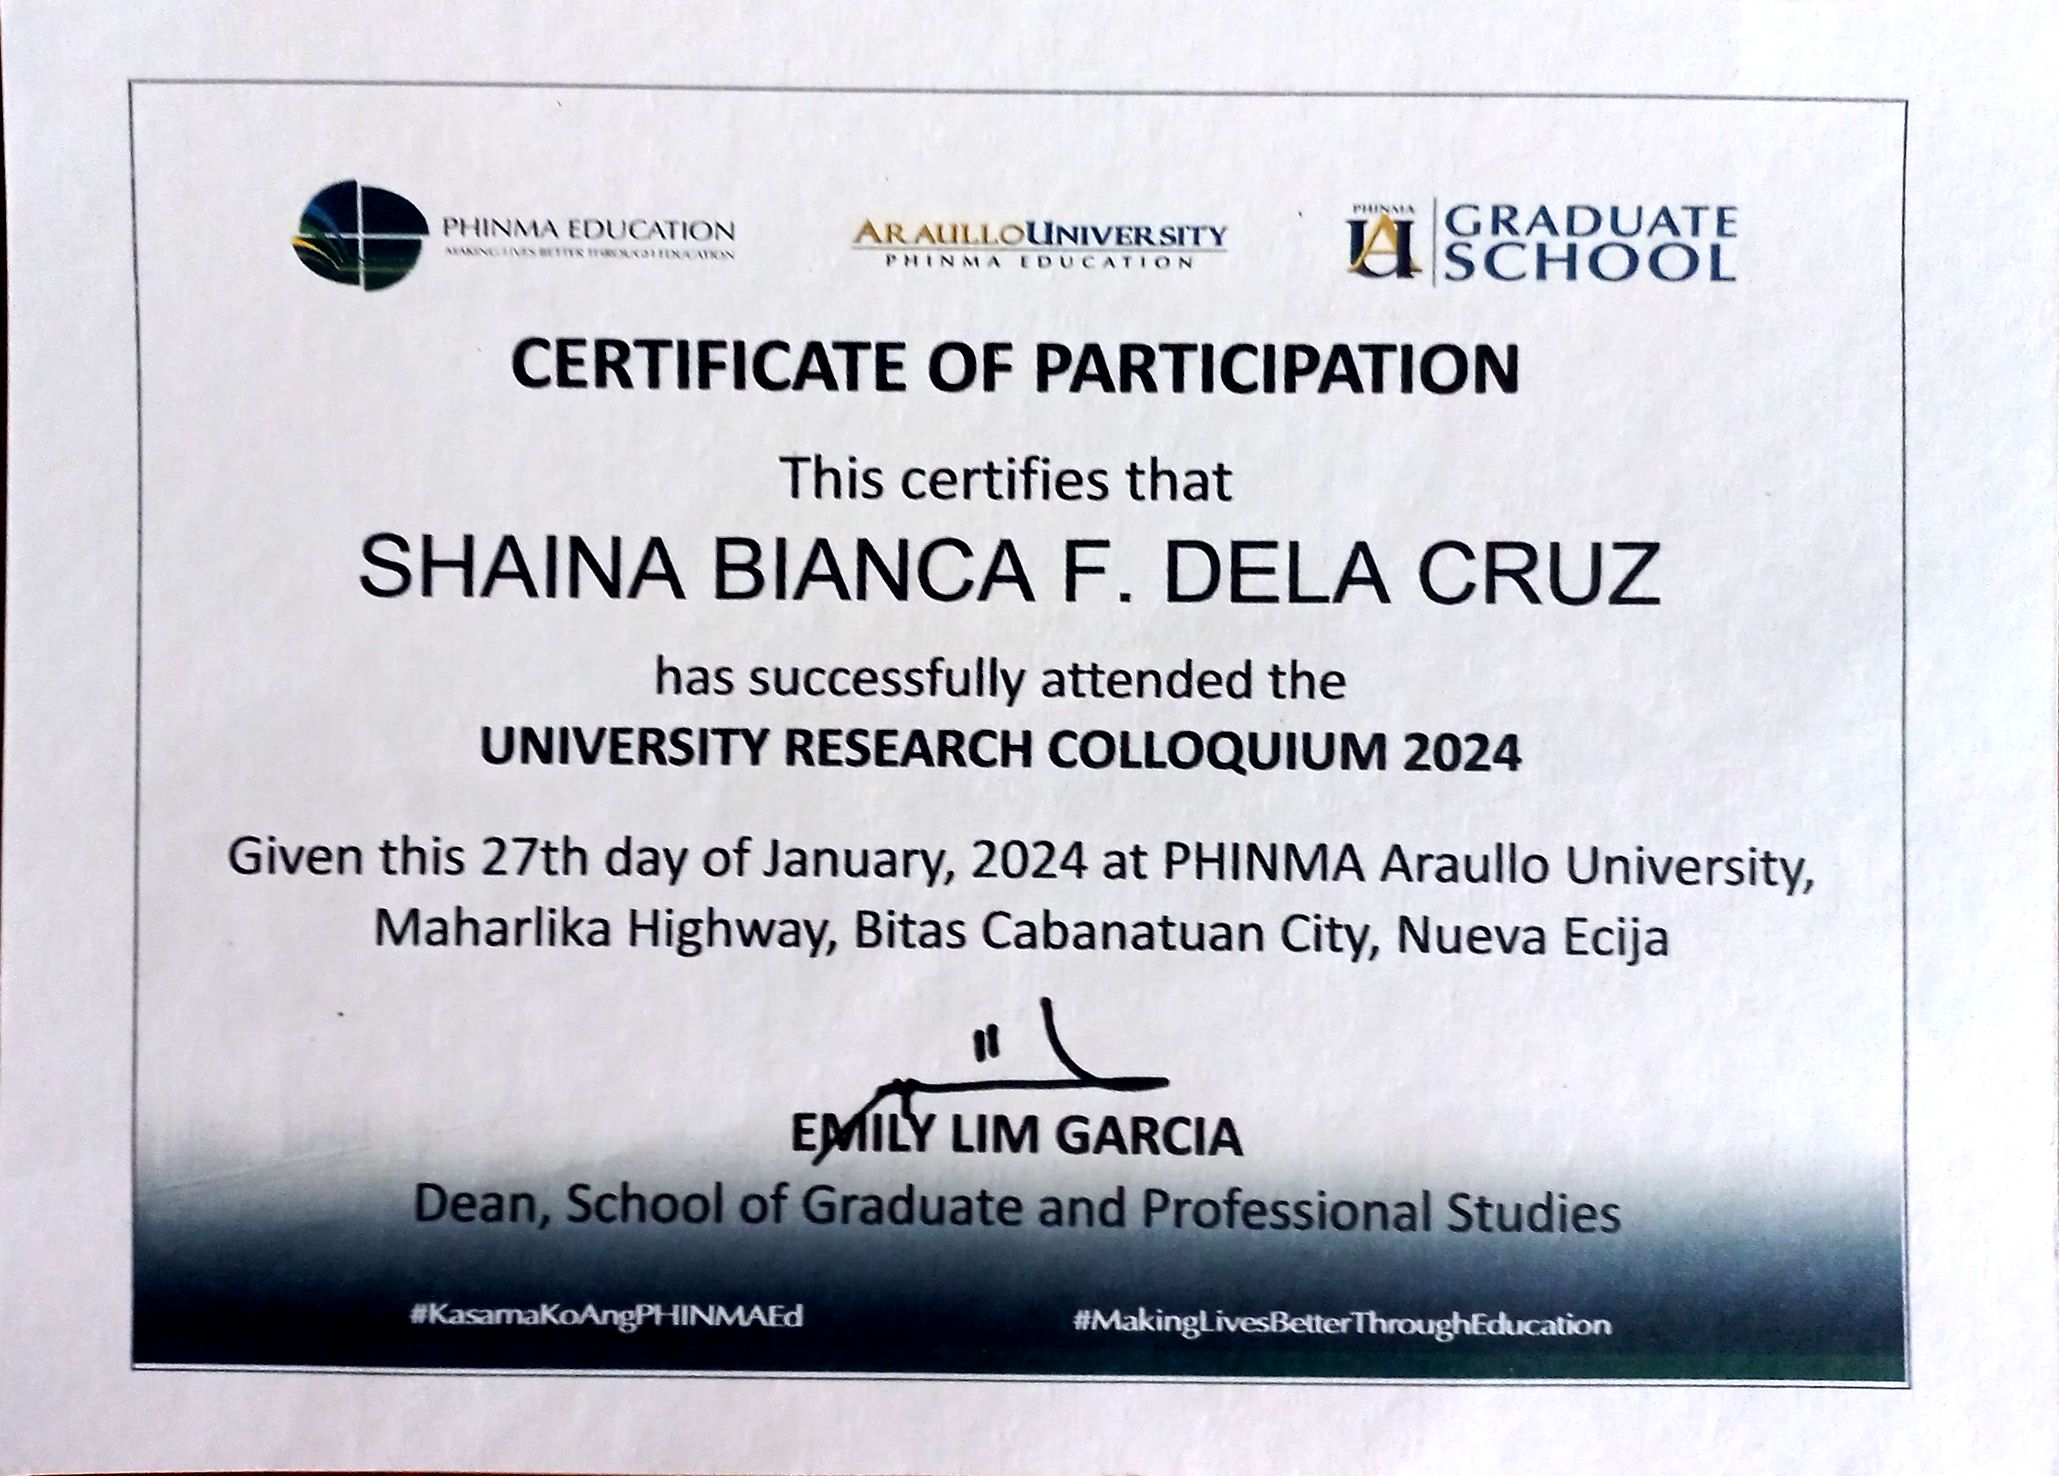 PHINMA EDUCATION
MAKING LIVES BETTER THROUGH EDUCATION
ARAULLO UNIVERSITY
PHINMA EDUCATION
PHINMA
UA
GRADUATE
SCHOOL
CERTIFICATE OF PARTICIPATION
This certifies that
SHAINA BIANCA F. DELA CRUZ
has successfully attended the
UNIVERSITY RESEARCH COLLOQUIUM 2024
Given this 27th day of January, 2024 at PHINMA Araullo University,
Maharlika Highway, Bitas Cabanatuan City, Nueva Ecija
EMILY LIM GARCIA
Dean, School of Graduate and Professional Studies
#KasamaKoAngPHINMAEd
#MakingLivesBetterThroughEducation